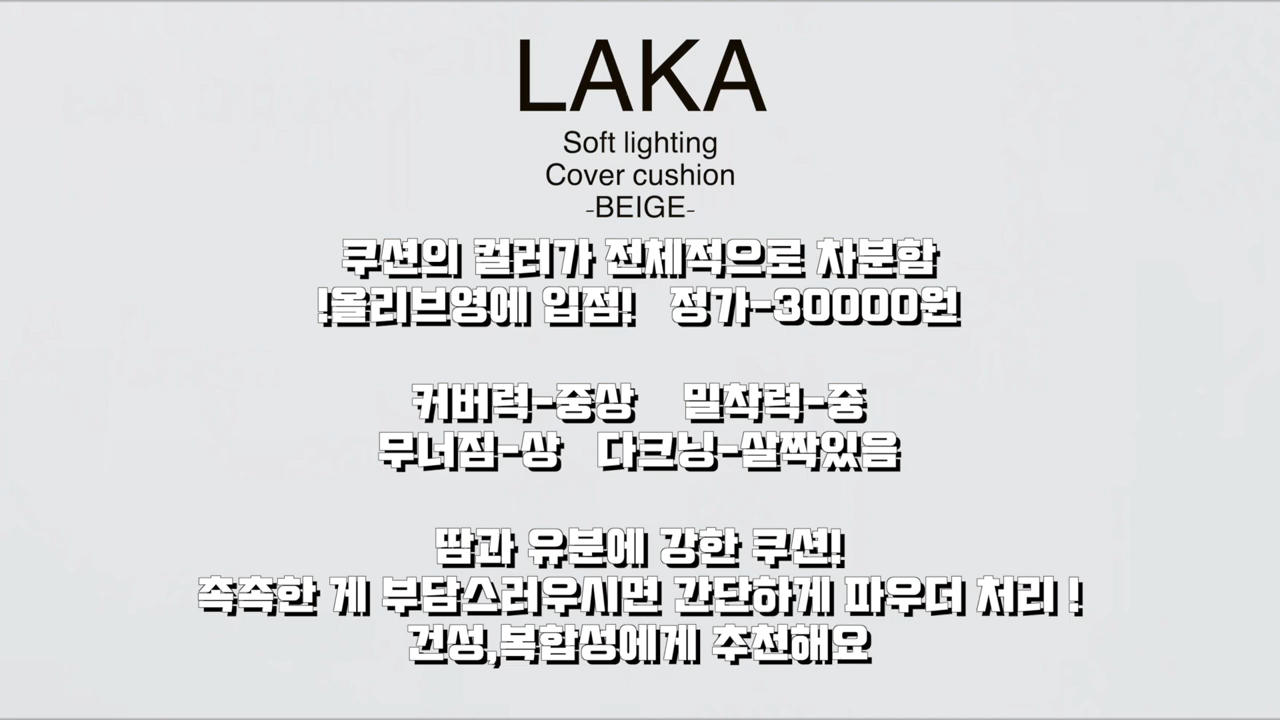 LAKA
Soft lighting
Cover cushion
-BEIGE-
쿠션의 컬러가 전체적으로 차분함
!올리브영에 입점! 정가-30000원
커버력-중상 밀착력-중
무너짐-상 다크닝-살짝있음
땀과 유분에 강한 쿠션!
촉촉한 게 부담스러우시면 간단하게 파우더 처리 !
건성,복합성에게 추천해요